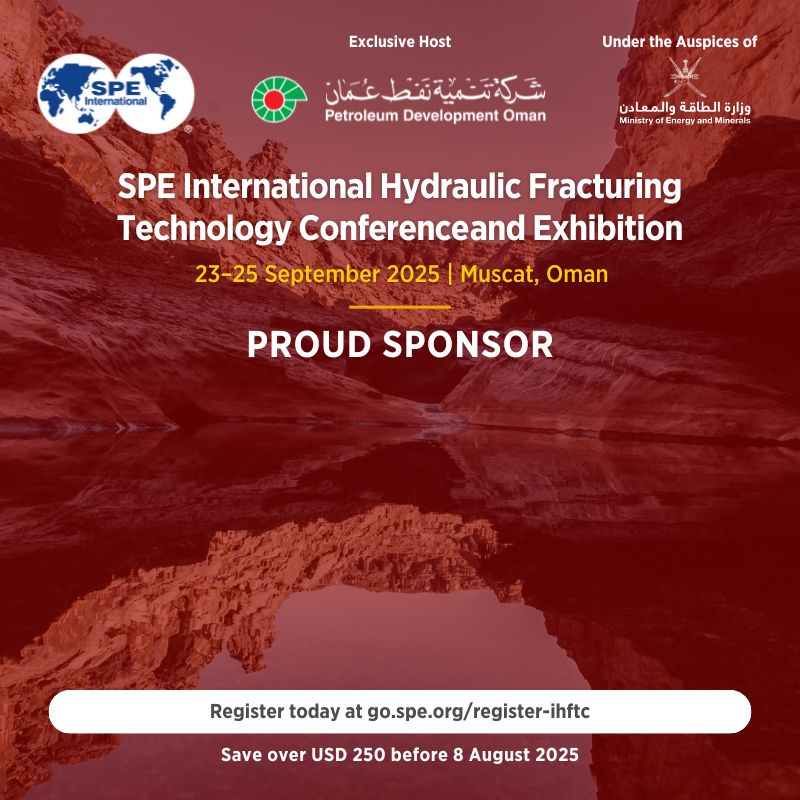 Exclusive Host
Under the Auspices of
SPE
International
®
شركة تنمية نفط عمان
Petroleum Development Oman
وزارة الطاقة والمعادن
Ministry of Energy and Minerals
SPE International Hydraulic Fracturing
Technology Conferenceand Exhibition
23–25 September 2025 | Muscat, Oman
PROUD SPONSOR
Register today at go.spe.org/register-ihftc
Save over USD 250 before 8 August 2025